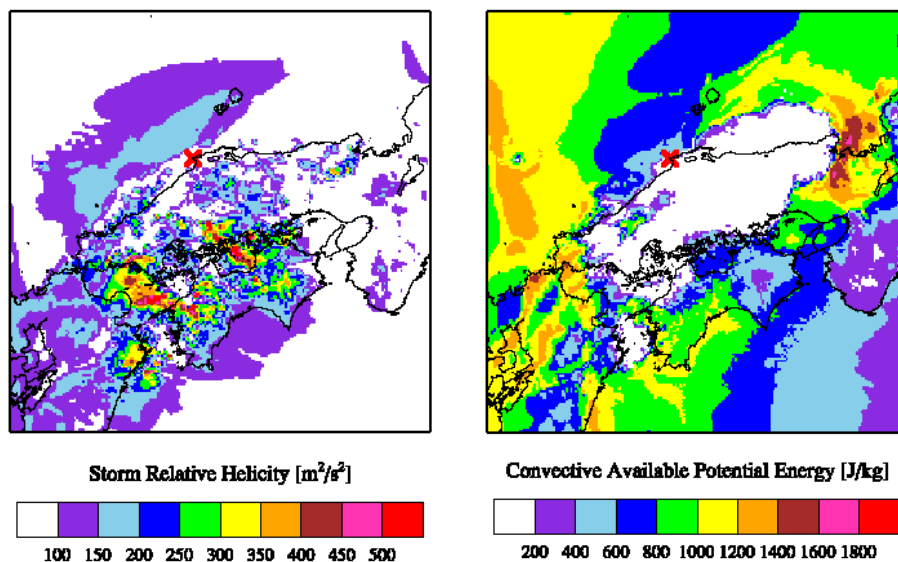 Storm Relative Helicity [m²/s²]
100 150 200 250 300 350 400 450 500
Convective Available Potential Energy [J/kg]
200 400 600 800 1000 1200 1400 1600 1800